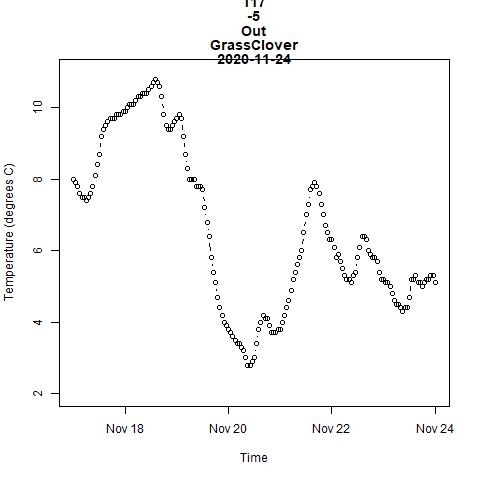 117
-5
Out
GrassClover
2020-11-24
Temperature (degrees C)
10
8
6
4
2
Nov 18 Nov 20 Nov 22 Nov 24
Time